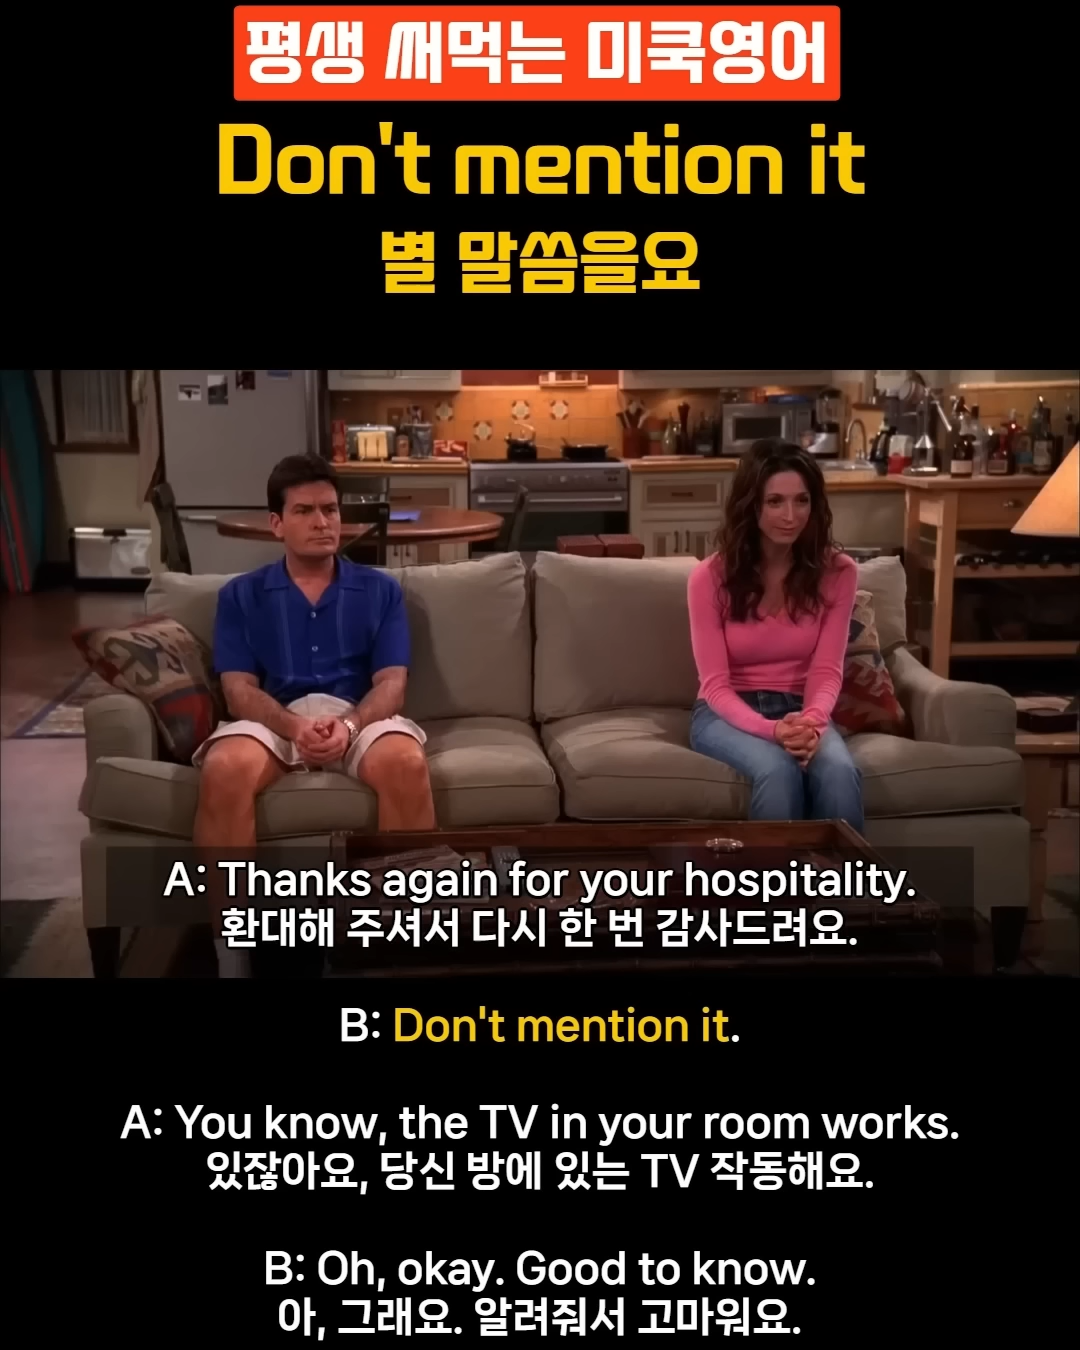 평생 써먹는 미쿡영어
Don't mention it
별 말씀을요
A: Thanks again for your hospitality.
환대해 주셔서 다시 한 번 감사드려요.
B: Don't mention it.
A: You know, the TV in your room works.
있잖아요, 당신 방에 있는 TV 작동해요.
B: Oh, okay. Good to know.
아, 그래요. 알려줘서 고마워요.